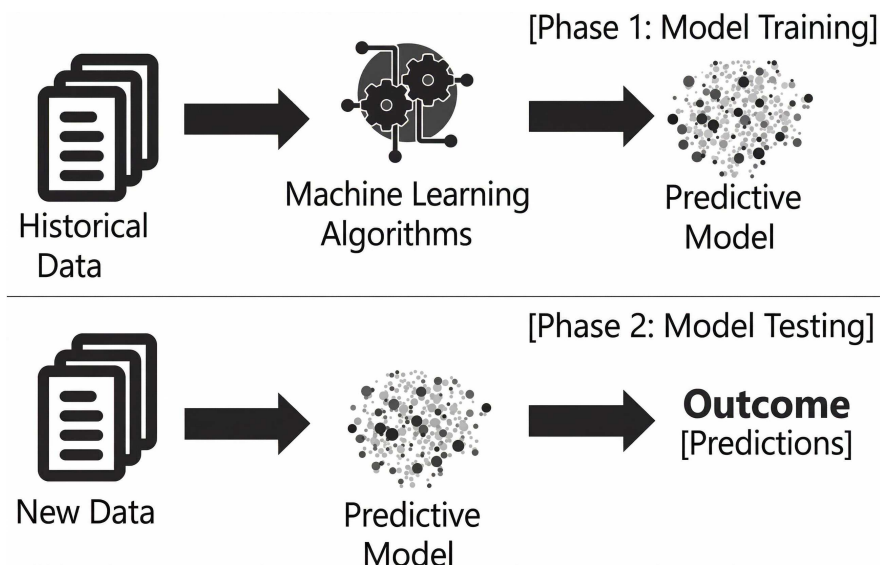 [Phase 1: Model Training]
Historical
Data
Machine Learning
Algorithms
Predictive
Model
[Phase 2: Model Testing]
New Data
Predictive
Model
Outcome
[Predictions]